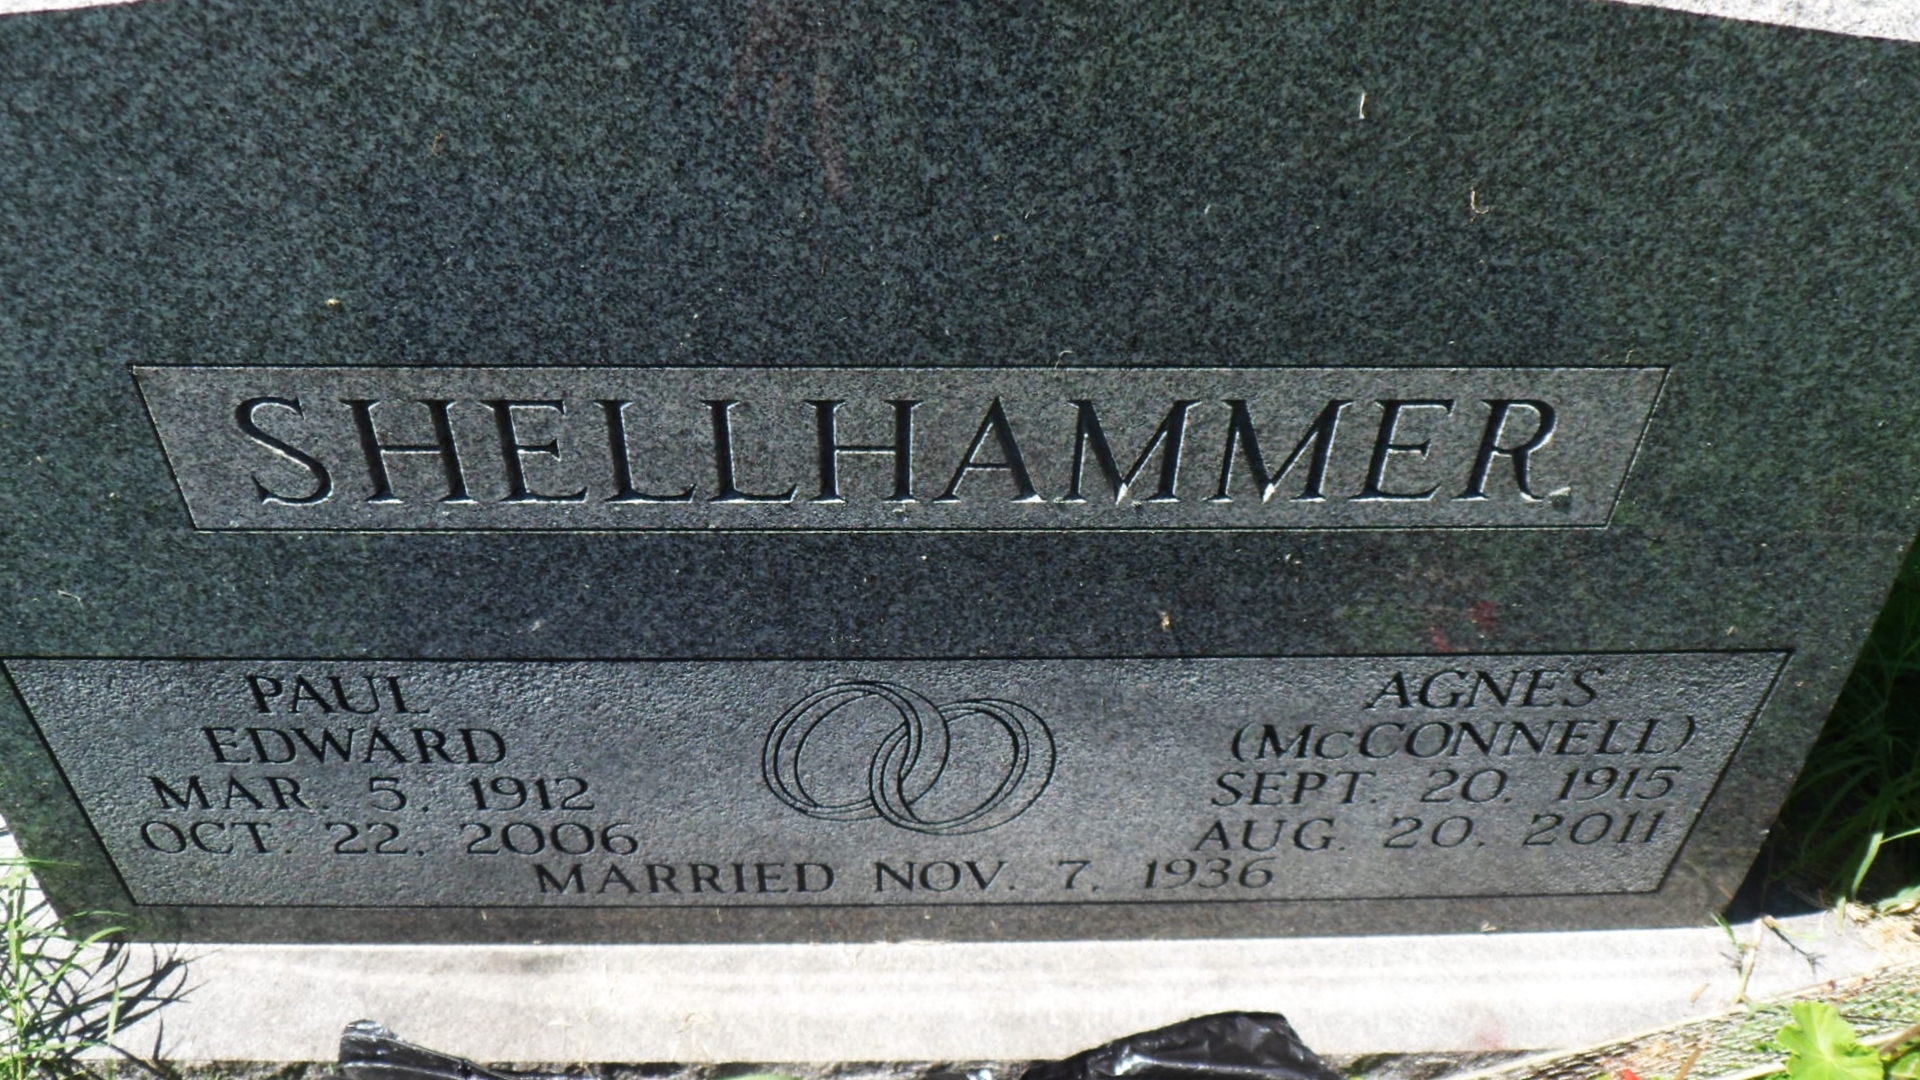 SHELLHAMMER
PAUL
EDWARD
MAR. 5, 1912
OCT. 22, 2006
AGNES
(McCONNELL)
SEPT. 20, 1915
AUG. 20, 2011
MARRIED NOV. 7, 1936